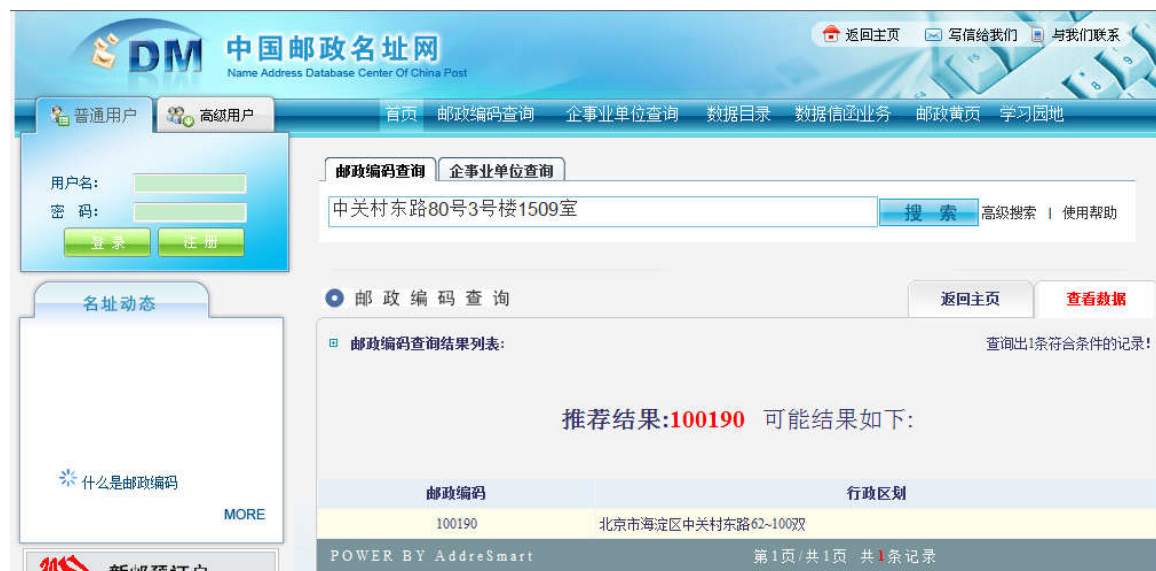 DM 中国邮政名址网
Name Address Database Center Of China Post
返回主页 写信给我们 与我们联系
普通用户 高级用户
首页 邮政编码查询 企事业单位查询 数据目录 数据信函业务 邮政黄页 学习园地
用户名:
密 码:
登 录 注 册
邮政编码查询 企事业单位查询
中关村东路80号3号楼1509室
搜 索 高级搜索 | 使用帮助
名址动态
什么是邮政编码
MORE
邮政编码查询
返回主页 查看数据
邮政编码查询结果列表:
查询出1条符合条件的记录!
推荐结果:100190 可能结果如下:
邮政编码 行政区划
100190 北京市海淀区中关村东路62~100双
POWER BY AddreSmart 第1页/共1页 共1条记录